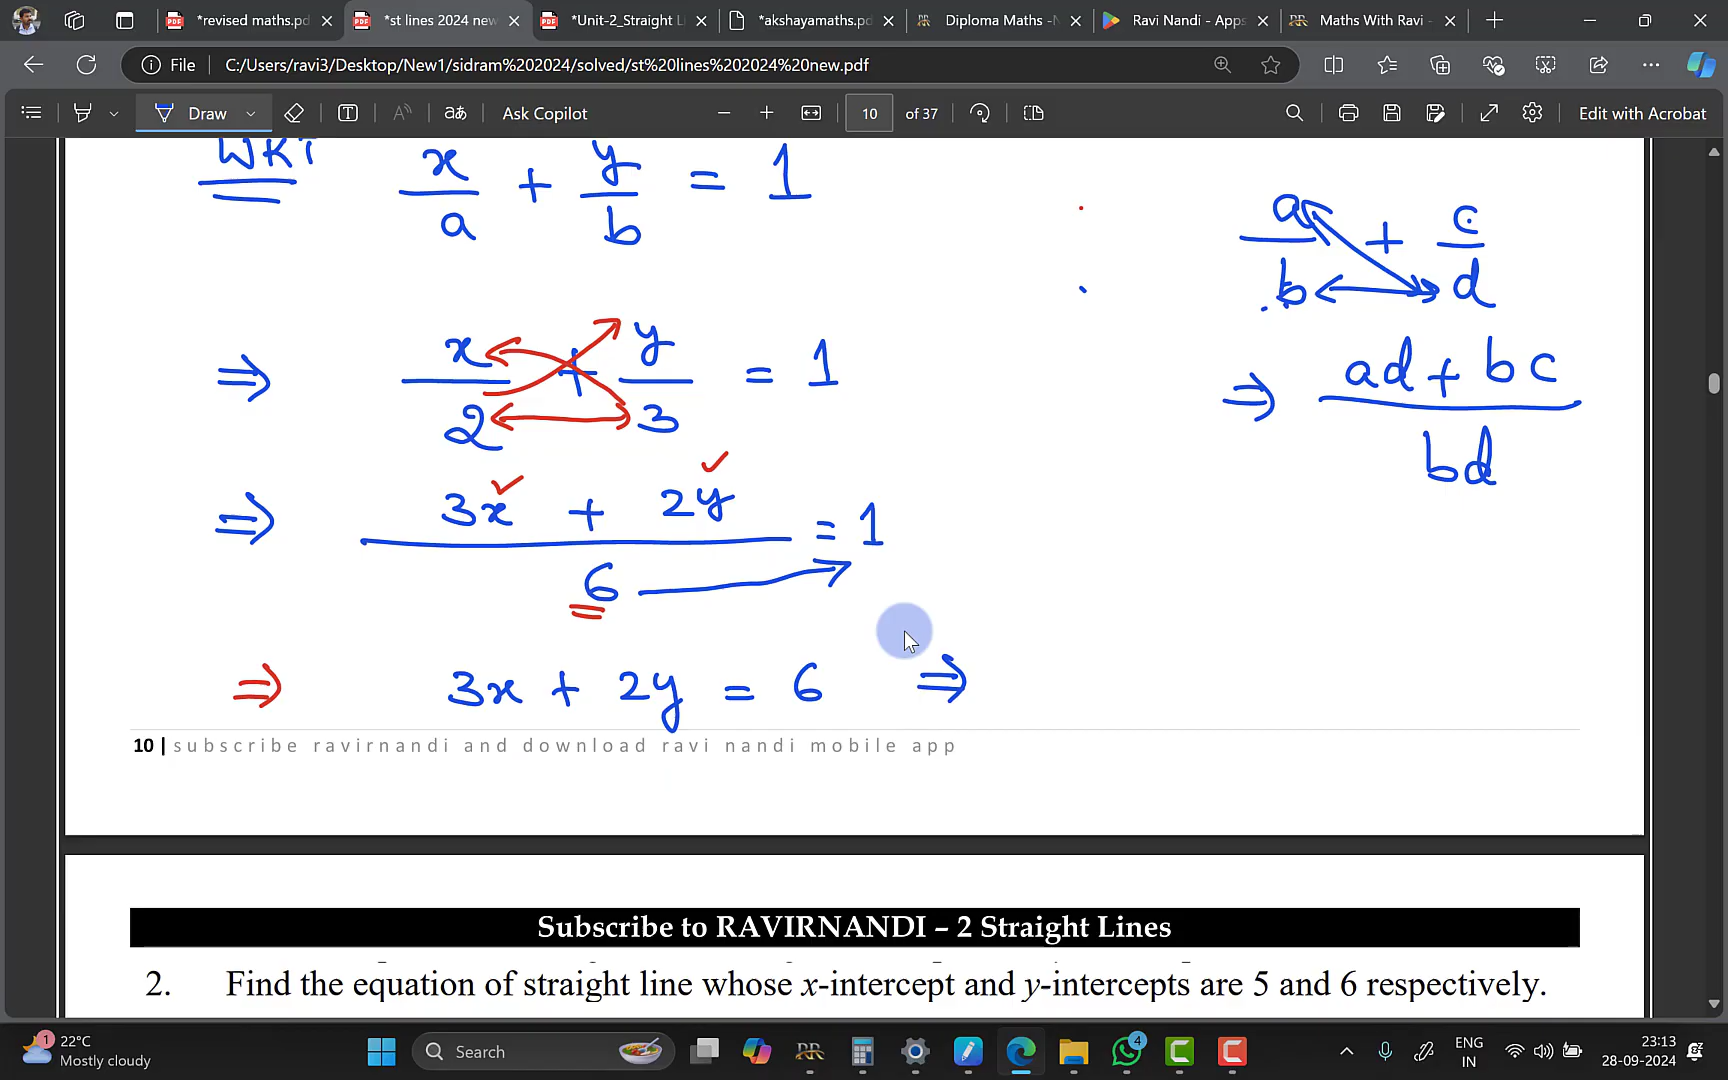 *revised maths.pd
*st lines 2024 new
*Unit-2_Straight L
*akshayamaths.pd
Diploma Maths -N
Ravi Nandi - Apps
Maths With Ravi -
File C:/Users/ravi3/Desktop/New1/sidram%202024/solved/st%20lines%202024%20new.pdf
Draw
Ask Copilot
10 of 37
Edit with Acrobat
WKT x/a + y/b = 1
a/b + c/d
⇒ x/2 + y/3 = 1
⇒ ad + bc / bd
⇒ 3x + 2y / 6 = 1
⇒ 3x + 2y = 6 ⇒
10 | subscribe ravirnandi and download ravi nandi mobile app
Subscribe to RAVIRNANDI – 2 Straight Lines
2. Find the equation of straight line whose x-intercept and y-intercepts are 5 and 6 respectively.
1
22°C
Mostly cloudy
Search
4
ENG
IN
23:13
28-09-2024